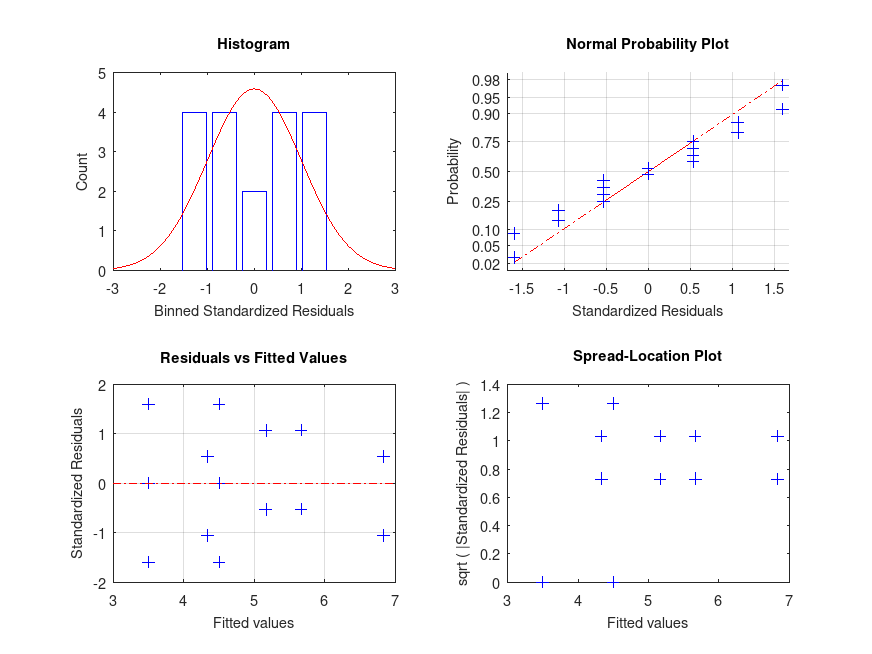 Histogram
5
4
3
2
1
0
Count
-3 -2 -1 0 1 2 3
Binned Standardized Residuals
Normal Probability Plot
0.98
0.95
0.90
0.75
0.50
0.25
0.10
0.05
0.02
Probability
-1.5 -1 -0.5 0 0.5 1 1.5
Standardized Residuals
Residuals vs Fitted Values
2
1
0
-1
-2
Standardized Residuals
3 4 5 6 7
Fitted values
Spread-Location Plot
1.4
1.2
1
0.8
0.6
0.4
0.2
0
sqrt ( |Standardized Residuals| )
3 4 5 6 7
Fitted values